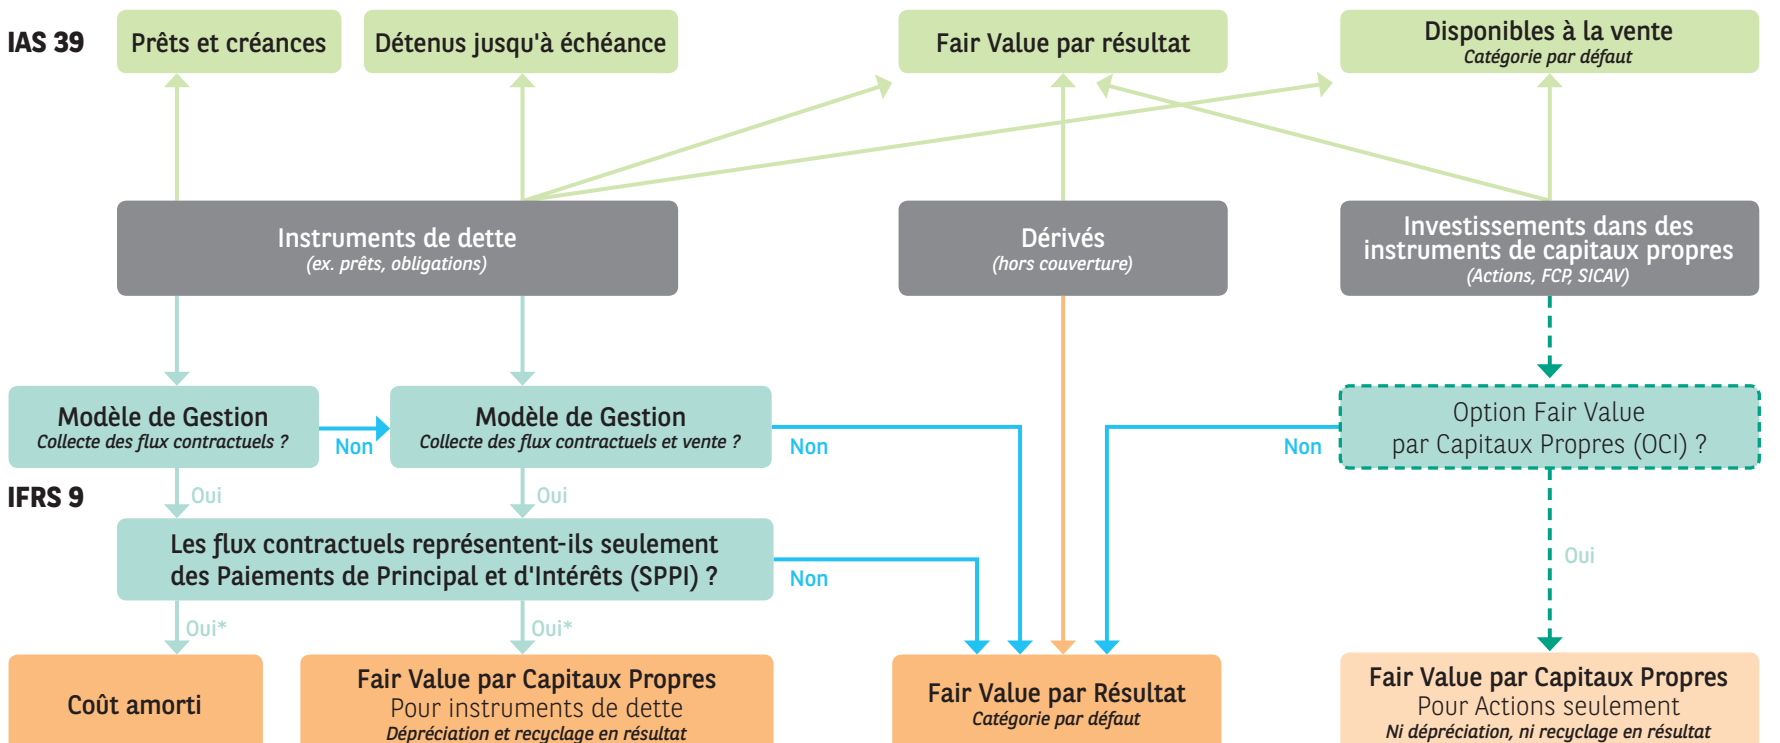 IAS 39
Prêts et créances
Détenus jusqu'à échéance
Fair Value par résultat
Disponibles à la vente
Catégorie par défaut
Instruments de dette
(ex. prêts, obligations)
Dérivés
(hors couverture)
Investissements dans des
instruments de capitaux propres
(Actions, FCP, SICAV)
Modèle de Gestion
Collecte des flux contractuels ?
Non
Modèle de Gestion
Collecte des flux contractuels et vente ?
Non
Non
Option Fair Value
par Capitaux Propres (OCI) ?
IFRS 9
Oui
Oui
Les flux contractuels représentent-ils seulement
des Paiements de Principal et d'Intérêts (SPPI) ?
Non
Oui
Oui*
Oui*
Coût amorti
Fair Value par Capitaux Propres
Pour instruments de dette
Dépréciation et recyclage en résultat
Fair Value par Résultat
Catégorie par défaut
Fair Value par Capitaux Propres
Pour Actions seulement
Ni dépréciation, ni recyclage en résultat